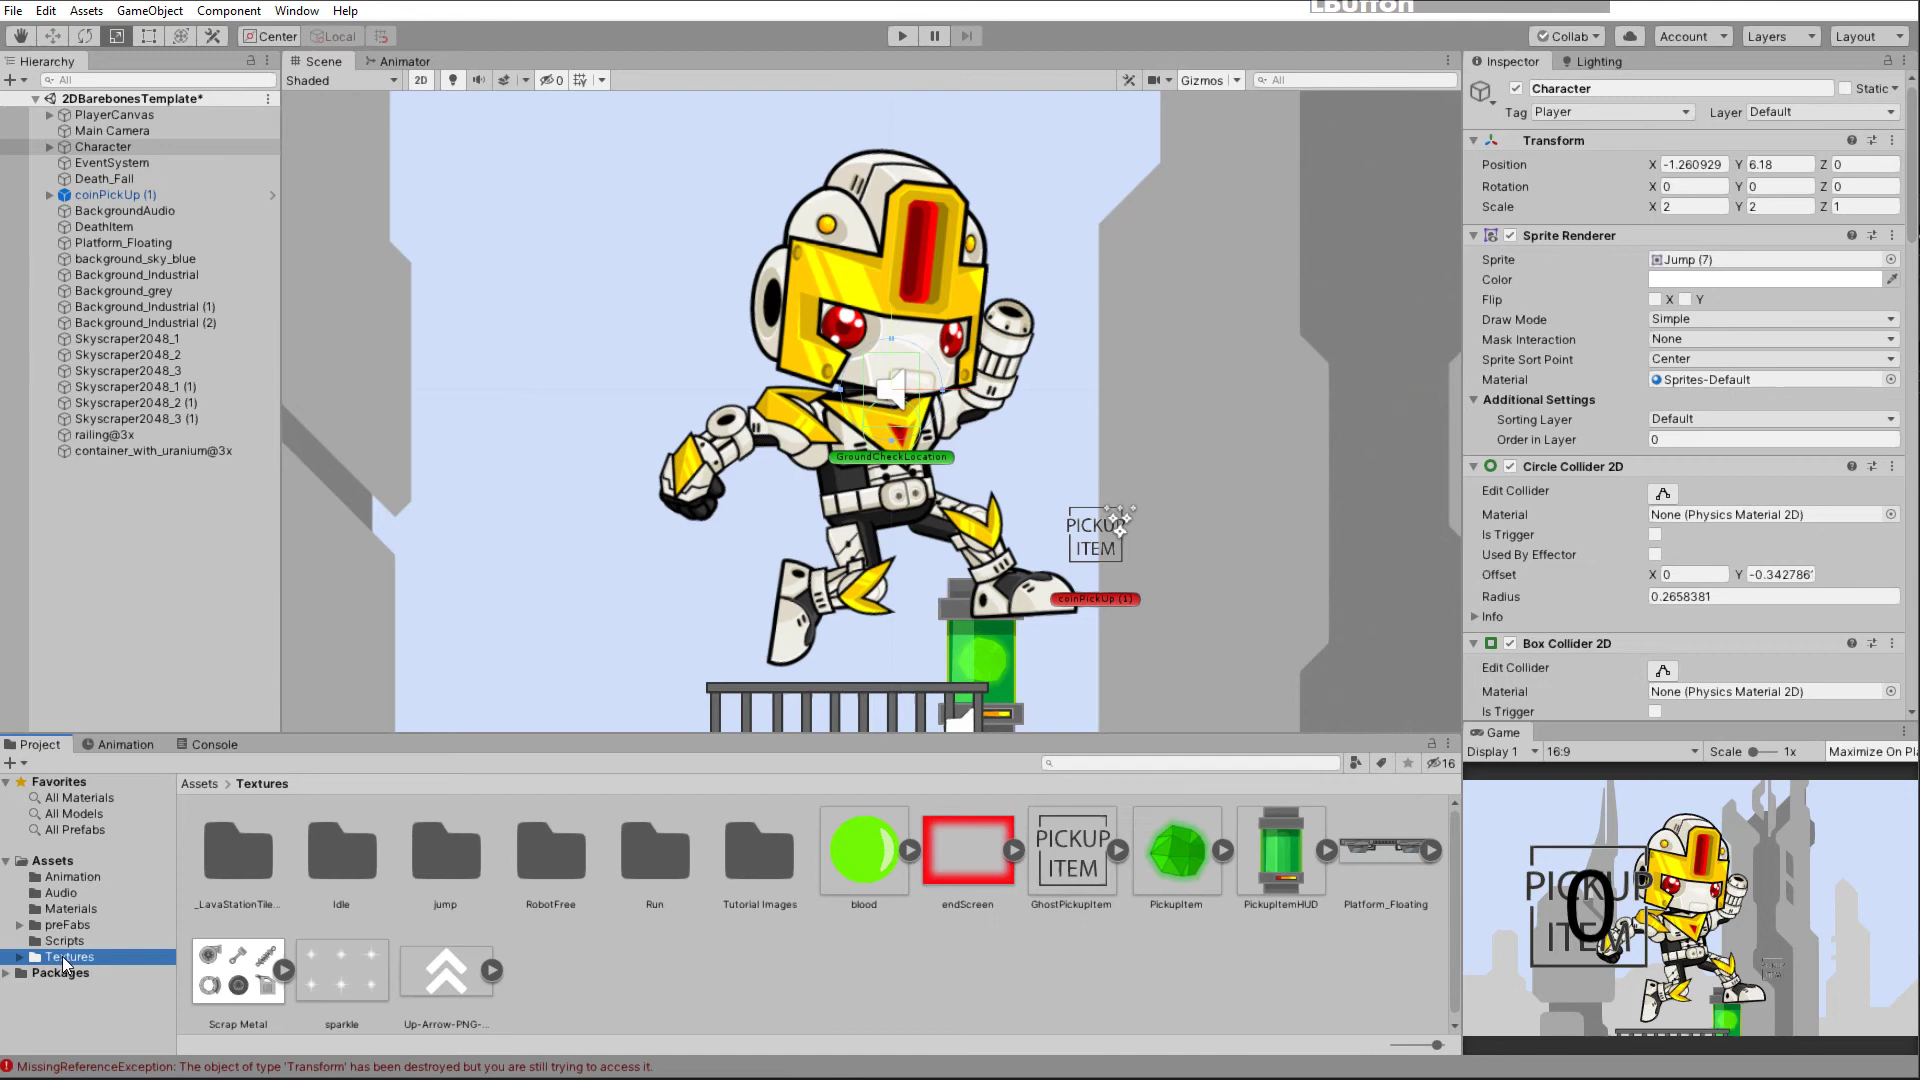 LButton
File Edit Assets GameObject Component Window Help
Center Local Collab Account Layers Layout
Hierarchy
All
2DBarebonesTemplate*
PlayerCanvas
Main Camera
Character
EventSystem
Death_Fall
coinPickUp (1)
BackgroundAudio
DeathItem
Platform_Floating
background_sky_blue
Background_Industrial
Background_grey
Background_Industrial (1)
Background_Industrial (2)
Skyscraper2048_1
Skyscraper2048_2
Skyscraper2048_3
Skyscraper2048_1 (1)
Skyscraper2048_2 (1)
Skyscraper2048_3 (1)
railing@3x
container_with_uranium@3x
Scene Animator
Shaded 2D 0 Gizmos All
GroundCheckLocation
PICKUP
ITEM
coinPickUp (1)
Inspector Lighting
Character Static
Tag Player Layer Default
Transform
Position X -1.260929 Y 6.18 Z 0
Rotation X 0 Y 0 Z 0
Scale X 2 Y 2 Z 1
Sprite Renderer
Sprite Jump (7)
Color
Flip X Y
Draw Mode Simple
Mask Interaction None
Sprite Sort Point Center
Material Sprites-Default
Additional Settings
Sorting Layer Default
Order in Layer 0
Circle Collider 2D
Edit Collider
Material None (Physics Material 2D)
Is Trigger
Used By Effector
Offset X 0 Y -0.342786
Radius 0.2658381
Info
Box Collider 2D
Edit Collider
Material None (Physics Material 2D)
Is Trigger
Game
Display 1 16:9 Scale 1x Maximize On Pla
PICKUP
0
ITEM
Project Animation Console
16
Favorites
All Materials
All Models
All Prefabs
Assets
Animation
Audio
Materials
preFabs
Scripts
Textures
Packages
Assets > Textures
PICKUP
ITEM
_LavaStationTile... Idle jump RobotFree Run Tutorial Images blood endScreen GhostPickupItem PickupItem PickupItemHUD Platform_Floating
Scrap Metal sparkle Up-Arrow-PNG-...
MissingReferenceException: The object of type 'Transform' has been destroyed but you are still trying to access it.